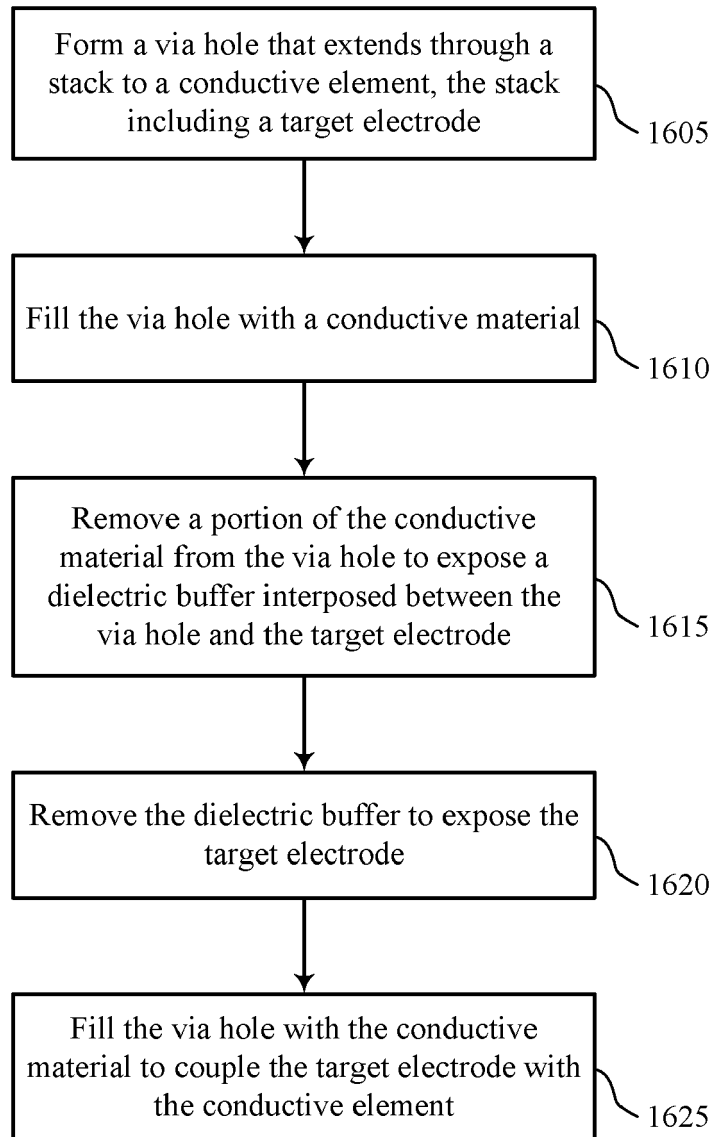 Form a via hole that extends through a
stack to a conductive element, the stack
including a target electrode
1605
Fill the via hole with a conductive material
1610
Remove a portion of the conductive
material from the via hole to expose a
dielectric buffer interposed between the
via hole and the target electrode
1615
Remove the dielectric buffer to expose the
target electrode
1620
Fill the via hole with the conductive
material to couple the target electrode with
the conductive element
1625